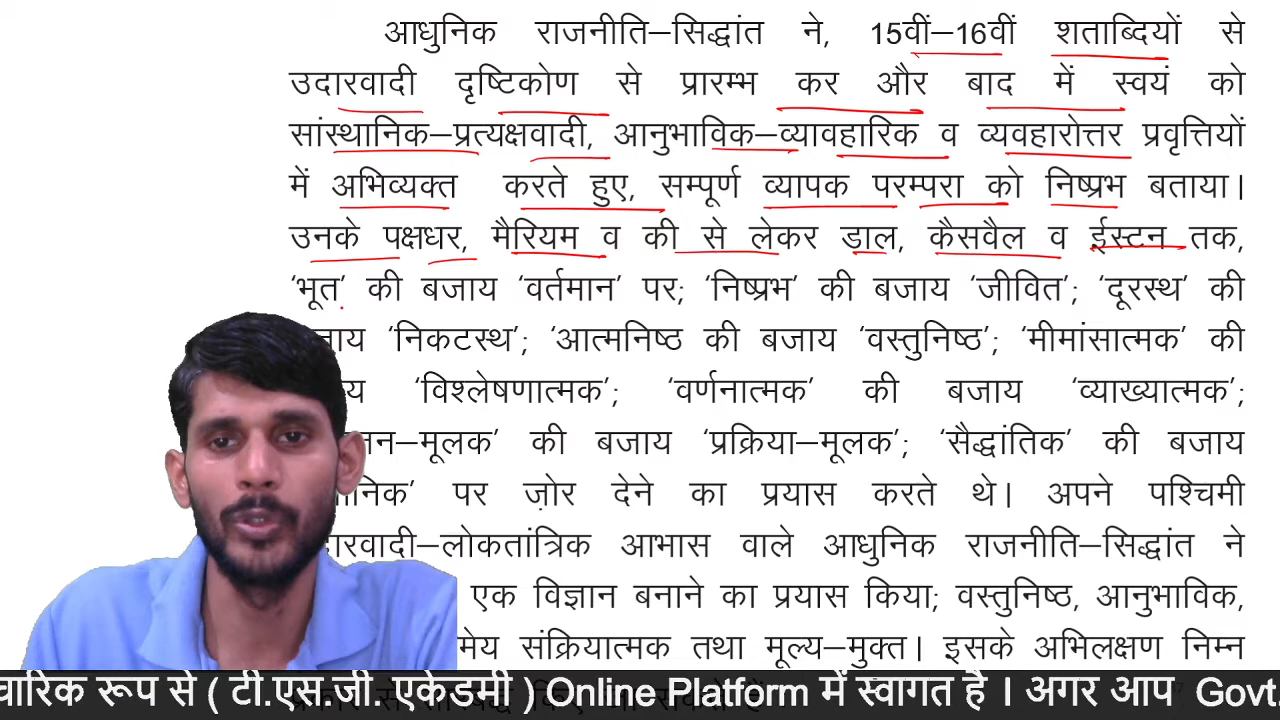 आधुनिक राजनीति–सिद्धांत ने, 15वीं–16वीं शताब्दियों से
उदारवादी दृष्टिकोण से प्रारम्भ कर और बाद में स्वयं को
सांस्थानिक–प्रत्यक्षवादी, आनुभाविक–व्यावहारिक व व्यवहारोत्तर प्रवृत्तियों
में अभिव्यक्त करते हुए, सम्पूर्ण व्यापक परम्परा को निष्प्रभ बताया।
उनके पक्षधर, मैरियम व की से लेकर डाल, कैसवैल व ईस्टन तक,
‘भूत’ की बजाय ‘वर्तमान’ पर; ‘निष्प्रभ’ की बजाय ‘जीवित’; ‘दूरस्थ’ की
‘निकटस्थ’; ‘आत्मनिष्ठ की बजाय ‘वस्तुनिष्ठ’; ‘मीमांसात्मक’ की
‘विश्लेषणात्मक’; ‘वर्णनात्मक’ की बजाय ‘व्याख्यात्मक’;
–मूलक’ की बजाय ‘प्रक्रिया–मूलक’; ‘सैद्धांतिक’ की बजाय
पर ज़ोर देने का प्रयास करते थे। अपने पश्चिमी
–लोकतांत्रिक आभास वाले आधुनिक राजनीति–सिद्धांत ने
एक विज्ञान बनाने का प्रयास किया; वस्तुनिष्ठ, आनुभाविक,
संक्रियात्मक तथा मूल्य–मुक्त। इसके अभिलक्षण निम्न
रूप से ( टी.एस.जी. एकेडमी ) Online Platform में स्वागत है । अगर आप Govt.